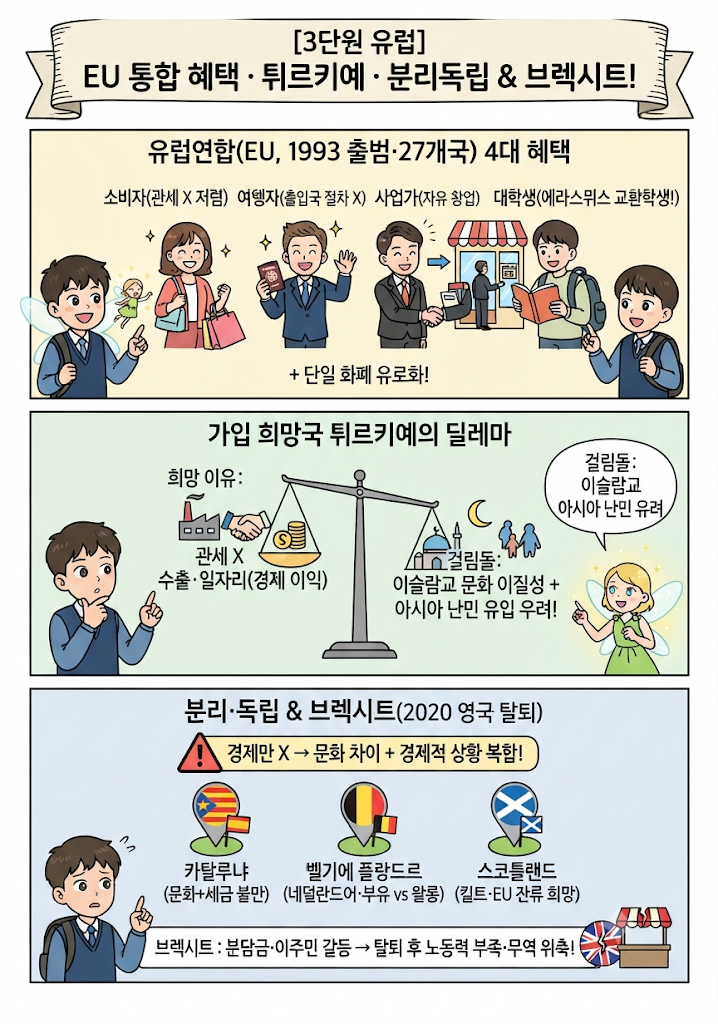 [3단원 유럽]
EU 통합 혜택 · 튀르키예 · 분리독립 & 브렉시트!
유럽연합(EU, 1993 출범·27개국) 4대 혜택
소비자(관세 X 저렴) 여행자(출입국 절차 X) 사업가(자유 창업) 대학생(에라스뮈스 교환학생!)
+ 단일 화폐 유로화!
가입 희망국 튀르키예의 딜레마
희망 이유:
$
관세 X
수출·일자리(경제 이익)
걸림돌:
이슬람교 문화 이질성 +
아시아 난민 유입 우려!
걸림돌:
이슬람교
아시아 난민 유려
분리·독립 & 브렉시트(2020 영국 탈퇴)
! 경제만 X → 문화 차이 + 경제적 상황 복합!
카탈루냐
(문화+세금 불만)
벨기에 플랑드르
(네덜란드어·부유 vs 왈롱)
스코틀랜드
(킬트·EU 잔류 희망)
브렉시트 : 분담금·이주민 갈등 → 탈퇴 후 노동력 부족·무역 위축!